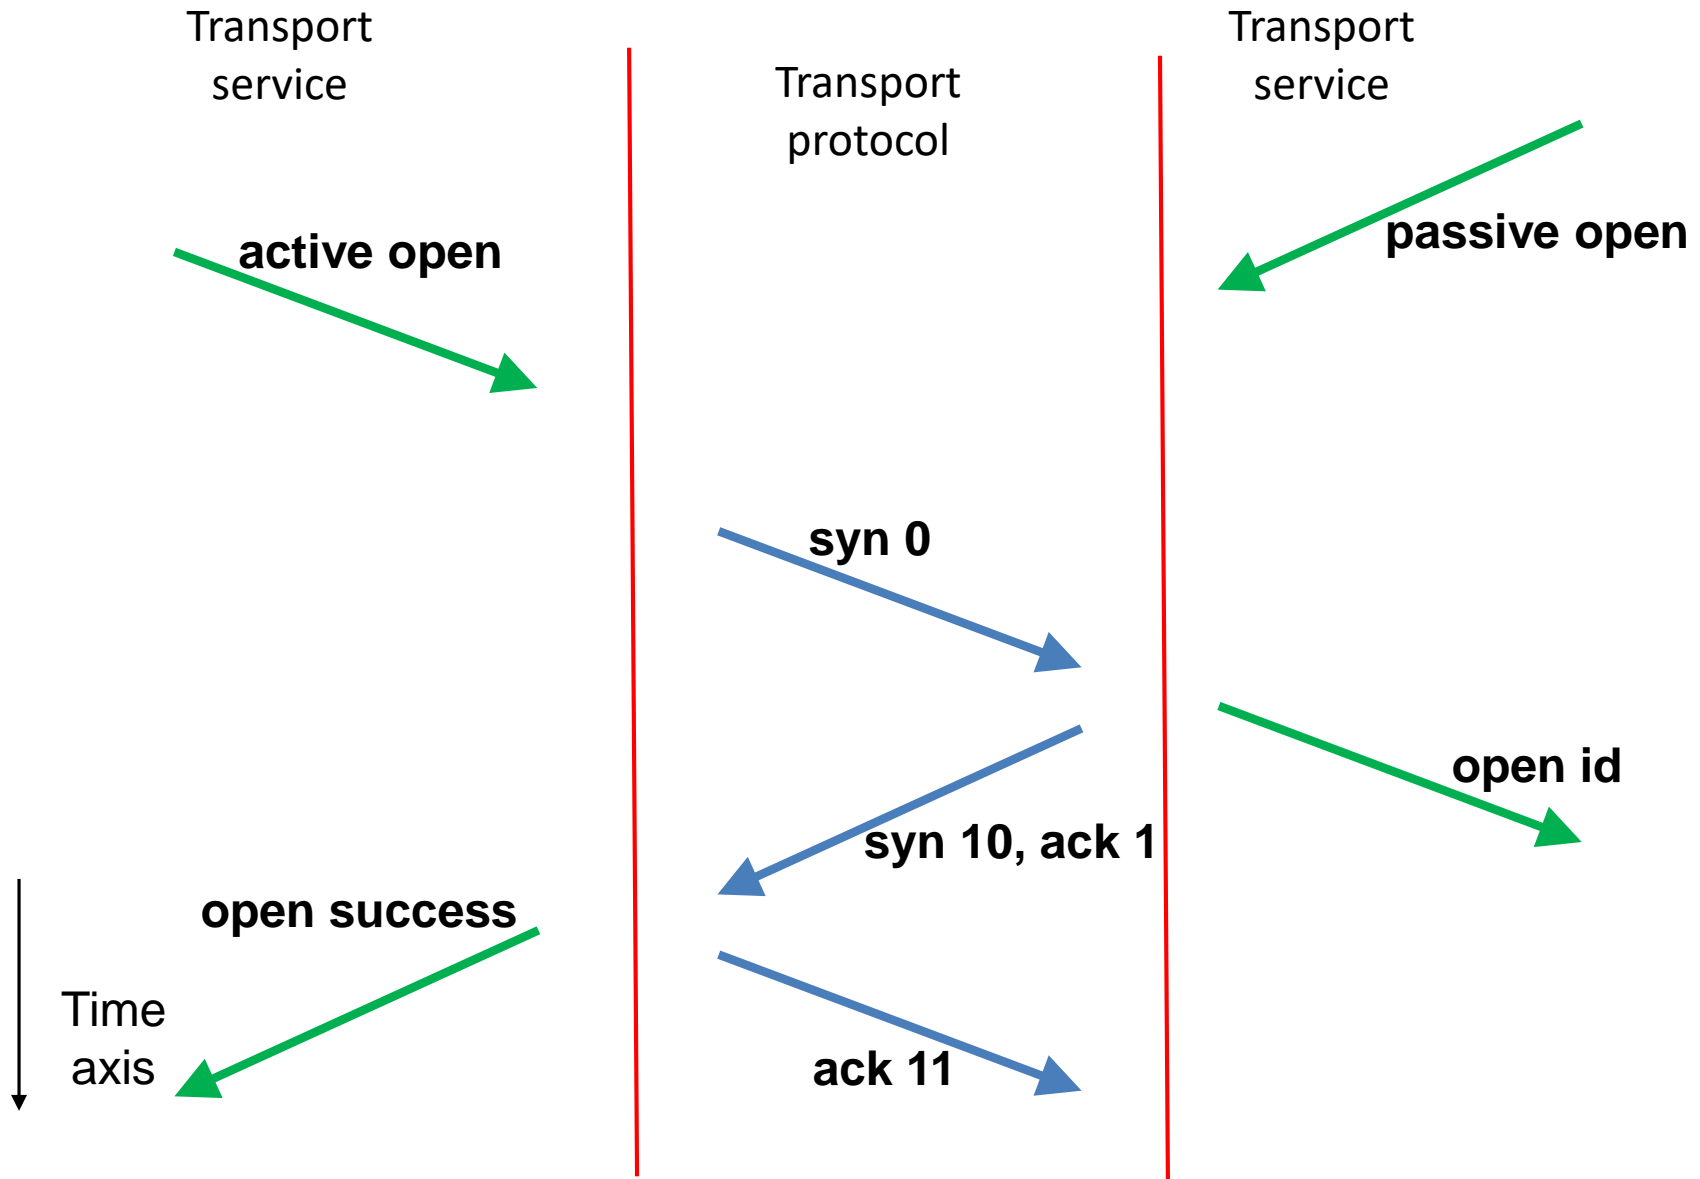 Transport
service
Transport
protocol
Transport
service
active open
passive open
syn 0
open id
syn 10, ack 1
open success
Time
axis
ack 11